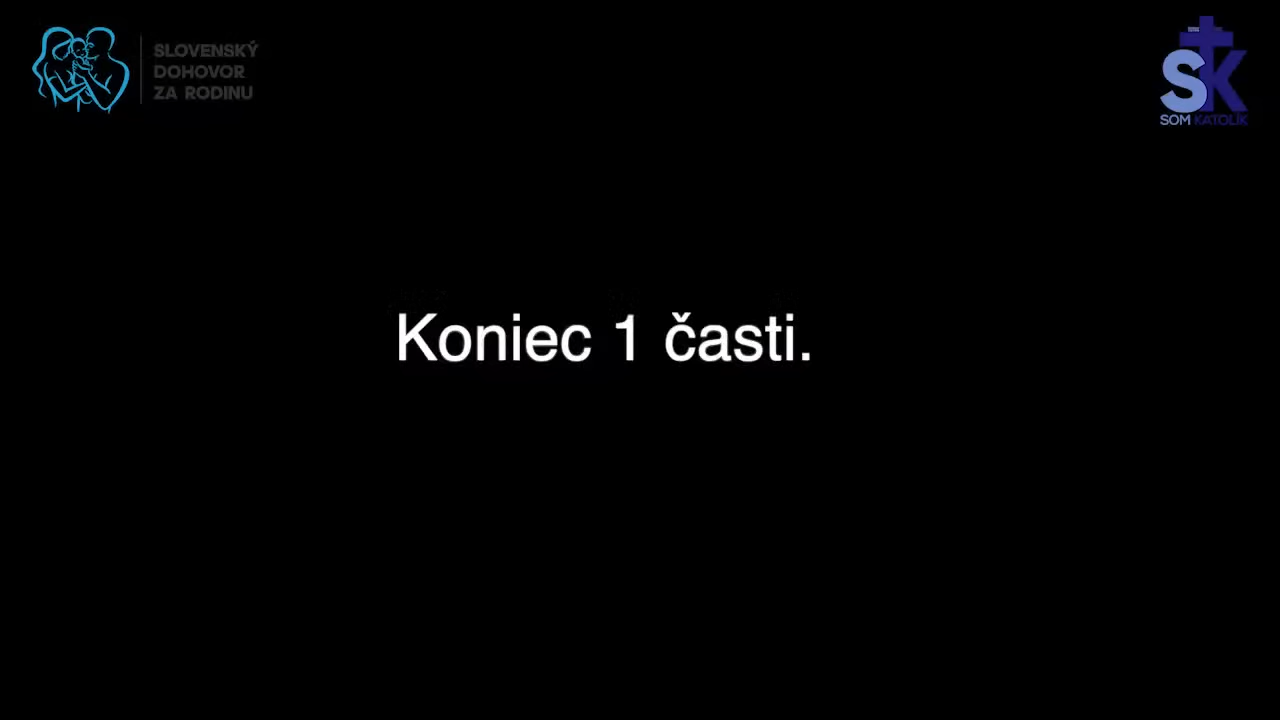 SLOVENSKÝ
DOHOVOR
ZA RODINU
SK
SOM KATOLÍK
Koniec 1 časti.